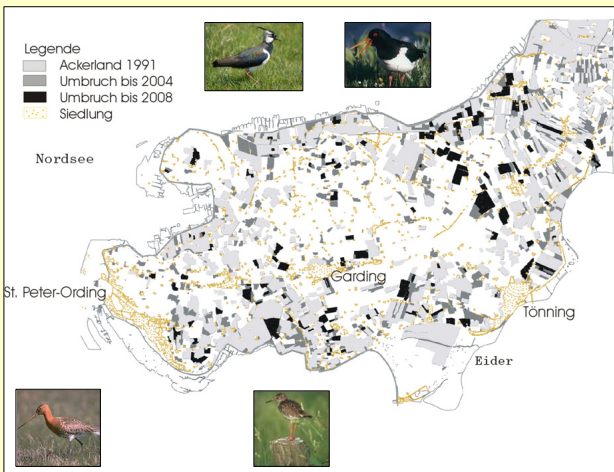 Legende
Ackerland 1991
Umbruch bis 2004
Umbruch bis 2008
Siedlung
Nordsee
St. Peter-Ording
Garding
Tönning
Eider